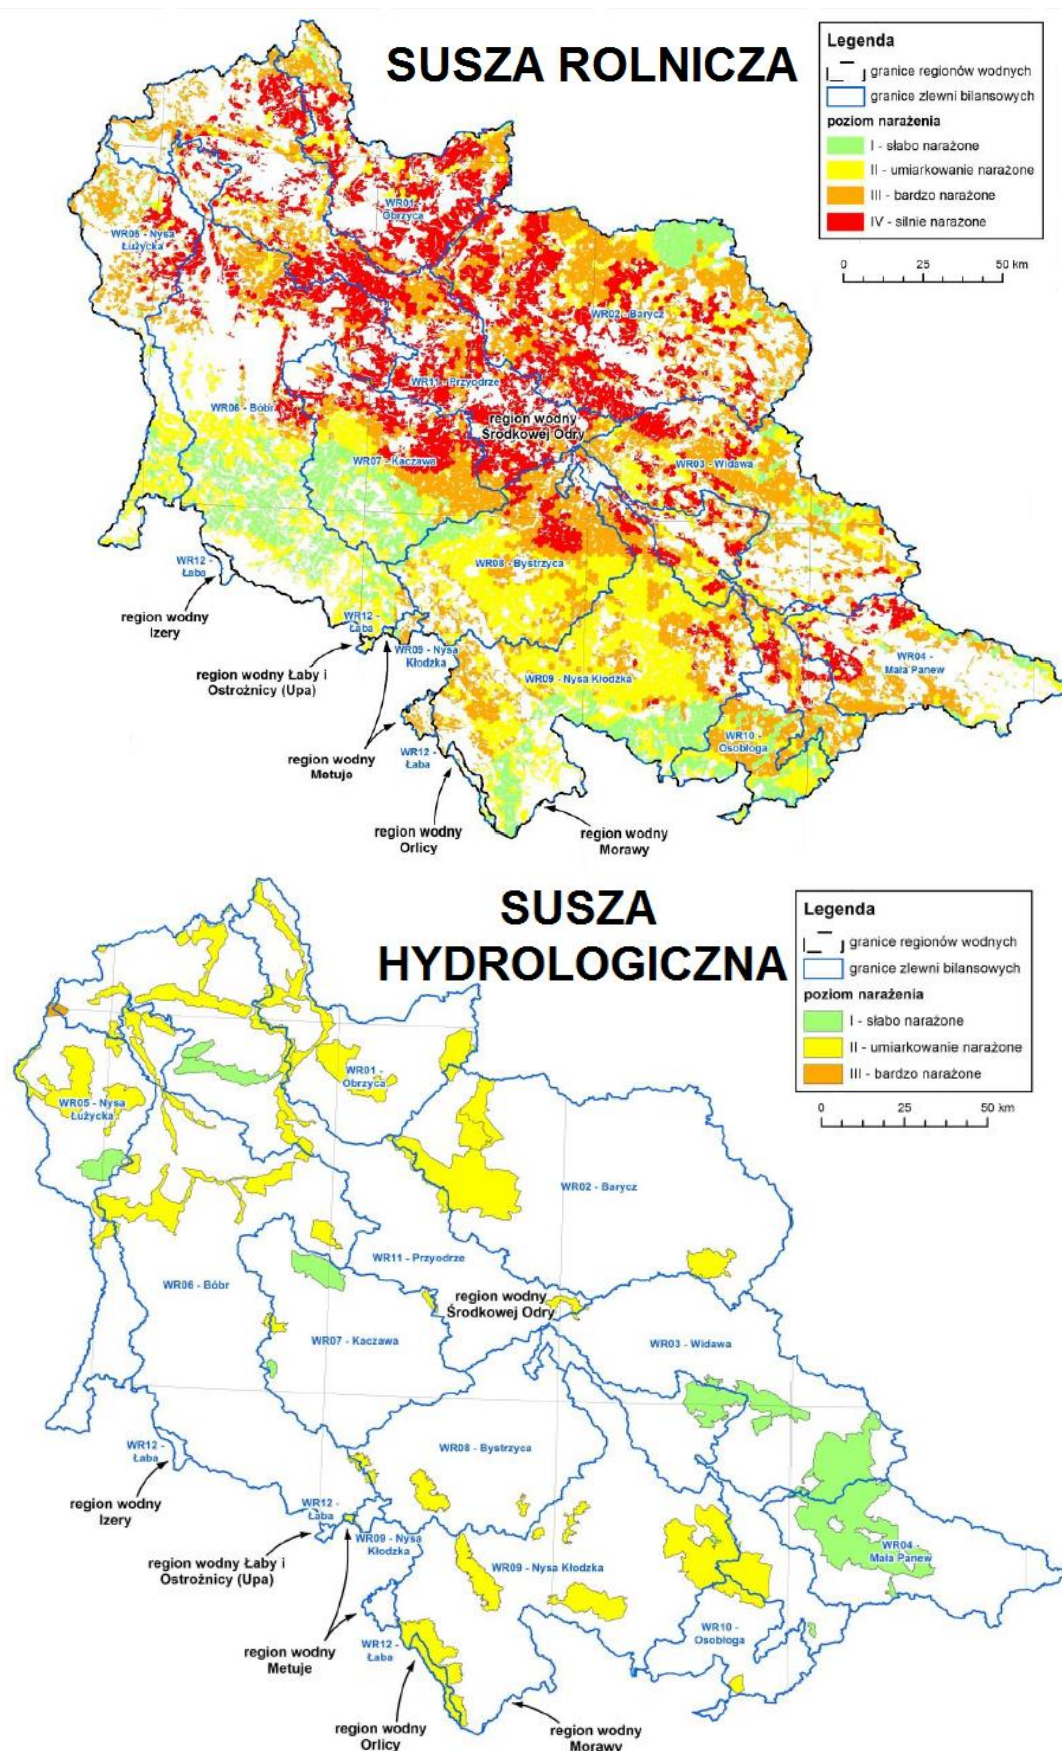 SUSZA ROLNICZA
Legenda
granice regionów wodnych
granice zlewni bilansowych
poziom narażenia
I - słabo narażone
II - umiarkowanie narażone
III - bardzo narażone
IV - silnie narażone
0 25 50 km
WR01 -
Obrzyca
WR05 - Nysa
Łużycka
WR02 - Barycz
WR11 - Przyodrze
WR06 - Bóbr
region wodny
Środkowej Odry
WR07 - Kaczawa
WR03 - Widawa
WR12 -
Łaba
WR08 - Bystrzyca
region wodny
Izery
WR12 -
Łaba
WR09 - Nysa
Kłodzka
WR04 -
Mała Panew
region wodny Łaby i
Ostrożnicy (Upa)
WR09 - Nysa Kłodzka
WR10 -
Osobłoga
region wodny
Metuje
WR12 -
Łaba
region wodny
Orlicy
region wodny
Morawy
SUSZA
HYDROLOGICZNA
Legenda
granice regionów wodnych
granice zlewni bilansowych
poziom narażenia
I - słabo narażone
II - umiarkowanie narażone
III - bardzo narażone
0 25 50 km
WR01 -
Obrzyca
WR05 - Nysa
Łużycka
WR02 - Barycz
WR11 - Przyodrze
WR06 - Bóbr
region wodny
Środkowej Odry
WR07 - Kaczawa
WR03 - Widawa
WR12 -
Łaba
WR08 - Bystrzyca
region wodny
Izery
WR12 -
Łaba
WR09 - Nysa
Kłodzka
WR04 -
Mała Panew
region wodny Łaby i
Ostrożnicy (Upa)
WR09 - Nysa Kłodzka
WR10 -
Osobłoga
region wodny
Metuje
WR12 -
Łaba
region wodny
Orlicy
region wodny
Morawy